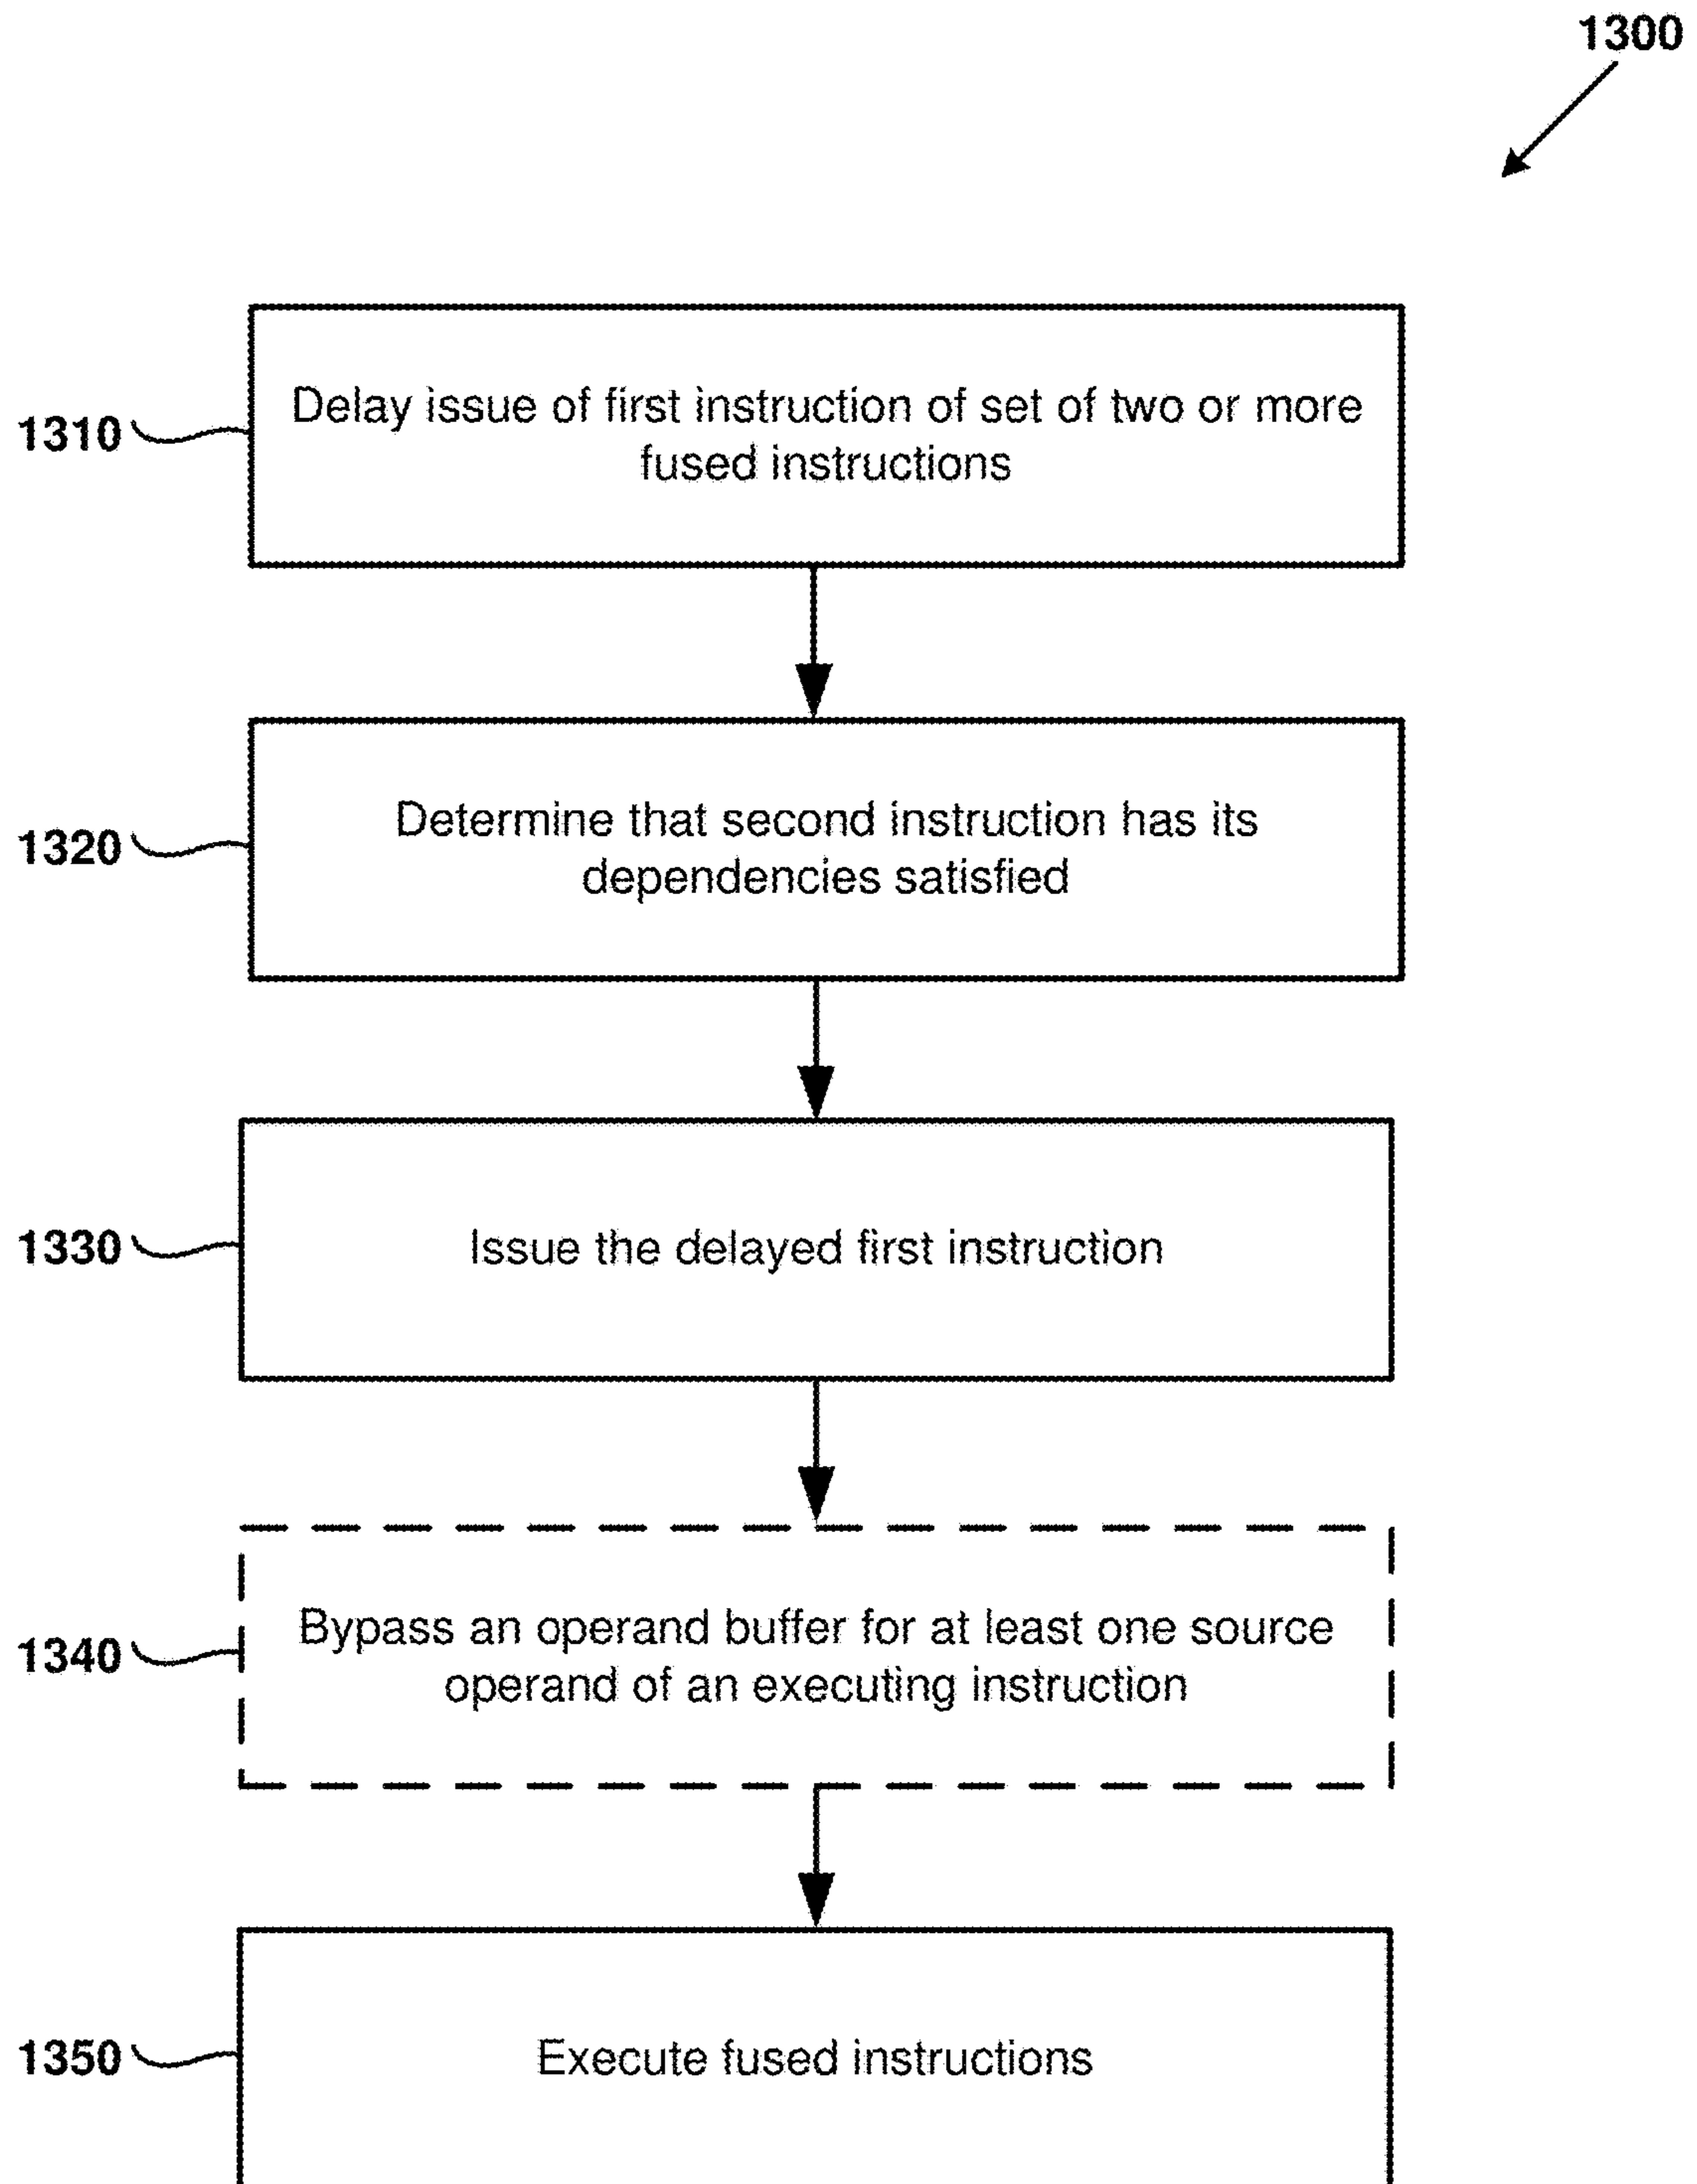 1300
1310
Delay issue of first instruction of set of two or more
fused instructions
1320
Determine that second instruction has its
dependencies satisfied
1330
Issue the delayed first instruction
1340
Bypass an operand buffer for at least one source
operand of an executing instruction
1350
Execute fused instructions